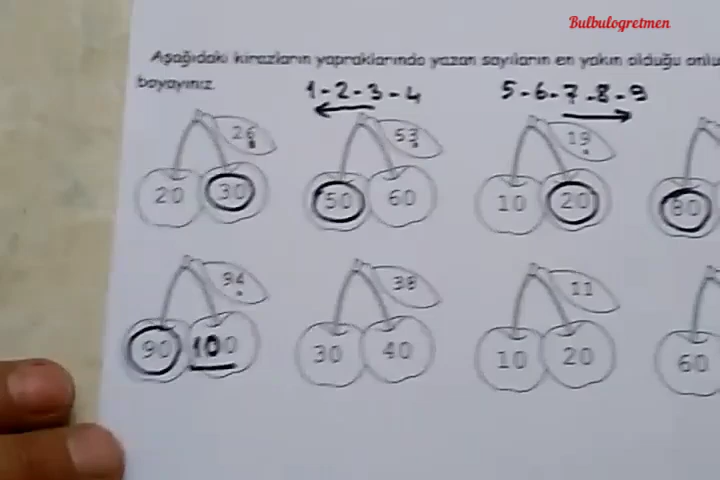 Bulbulogretmen
Aşağıdaki kirazların yapraklarında yazan sayıların en yakın olduğu
boyayınız.
1-2-3-4 5-6-7-8-9
26 53 19
20 30 50 60 10 20 80
94 38 11
90 100 30 40 10 20 60